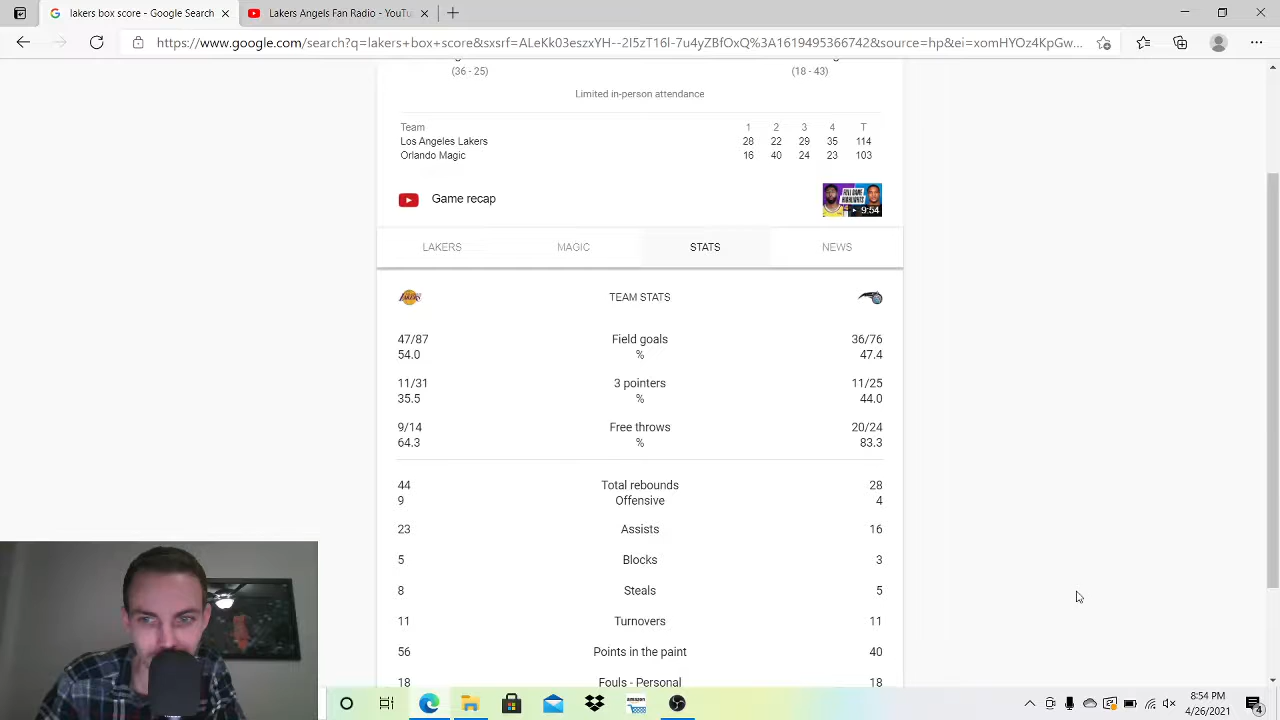 lakers box score - Google Search
Lakers Angels Fan Radio - YouTu
https://www.google.com/search?q=lakers+box+score&sxsrf=ALeKk03eszxYH--2I5zT16l-7u4yZBfOxQ%3A1619495366742&source=hp&ei=xomHYOz4KpGw...
(36 - 25) (18 - 43)
Limited in-person attendance
Team 1 2 3 4 T
Los Angeles Lakers 28 22 29 35 114
Orlando Magic 16 40 24 23 103
Game recap
FULL GAME
HIGHLIGHTS
9:54
LAKERS MAGIC STATS NEWS
LAKERS TEAM STATS
47/87 Field goals 36/76
54.0 % 47.4
11/31 3 pointers 11/25
35.5 % 44.0
9/14 Free throws 20/24
64.3 % 83.3
44 Total rebounds 28
9 Offensive 4
23 Assists 16
5 Blocks 3
8 Steals 5
11 Turnovers 11
56 Points in the paint 40
18 Fouls - Personal 18
amazon
8:54 PM
4/26/2021
4